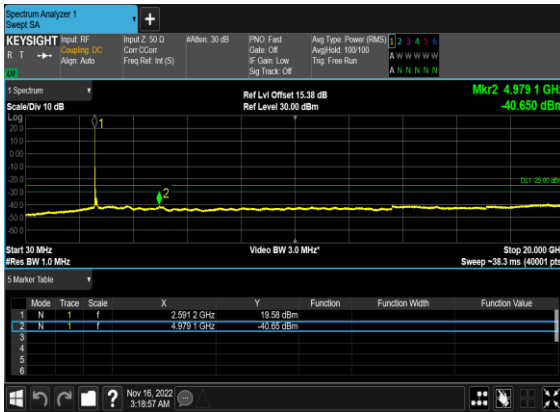 Spectrum Analyzer 1
Swept SA
KEYSIGHT
R T
Input: RF
Coupling: DC
Align: Auto
Input Z: 50 Ω
Corr CCorr
Freq Ref: Int (S)
#Atten: 30 dB
PNO: Fast
Gate: Off
IF Gain: Low
Sig Track: Off
Avg Type: Power (RMS)
Avg|Hold: 100/100
Trig: Free Run
1 2 3 4 5 6
A W W W W W
A N N N N N
1 Spectrum
Scale/Div 10 dB
Ref Lvl Offset 15.38 dB
Ref Level 30.00 dBm
Mkr2 4.979 1 GHz
-40.650 dBm
Log
20.0
10.0
0.00
-10.0
-20.0
-30.0
-40.0
-50.0
-60.0
1
2
DL1 -25.00 dBm
Start 30 MHz
#Res BW 1.0 MHz
Video BW 3.0 MHz*
Stop 20.000 GHz
Sweep ~38.3 ms (40001 pts)
5 Marker Table
Mode Trace Scale X Y Function Function Width Function Value
1 N 1 f 2.591 2 GHz 19.58 dBm
2 N 1 f 4.979 1 GHz -40.65 dBm
3
4
5
6
?
Nov 16, 2022
3:18:57 AM